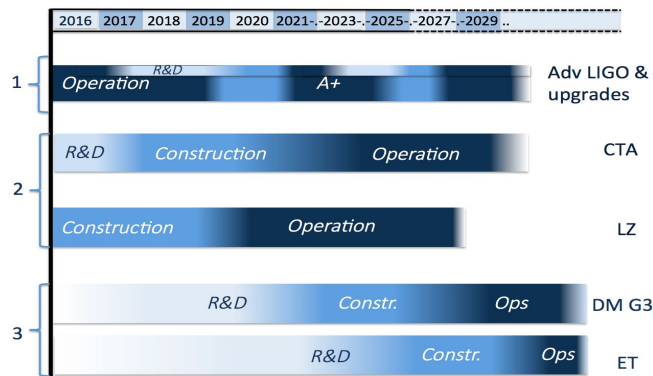 2016 2017 2018 2019 2020 2021-.-2023-.-2025-.-2027-.-2029 ..
1
R&D
Operation A+
Adv LIGO &
upgrades
2
R&D Construction Operation CTA
Construction Operation LZ
3
R&D Constr. Ops DM G3
R&D Constr. Ops ET